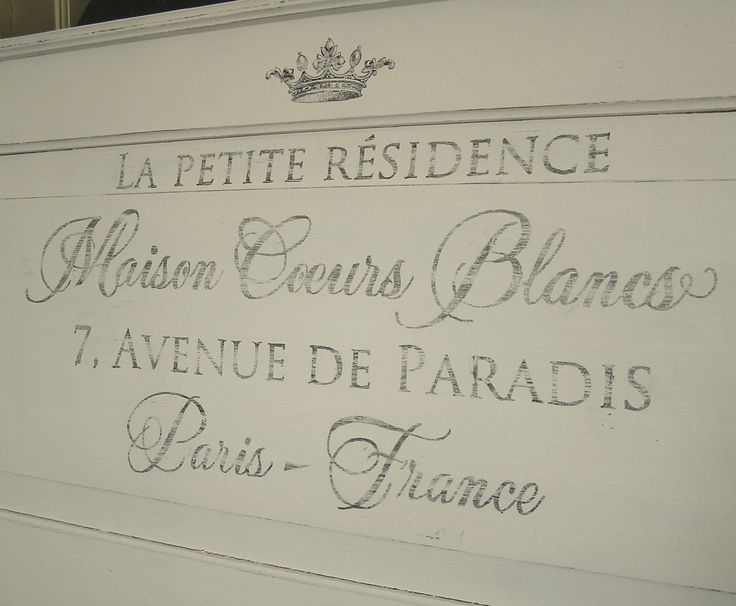 LA PETITE RÉSIDENCE
Maison Coeurs Blancs
7, AVENUE DE PARADIS
Paris - France